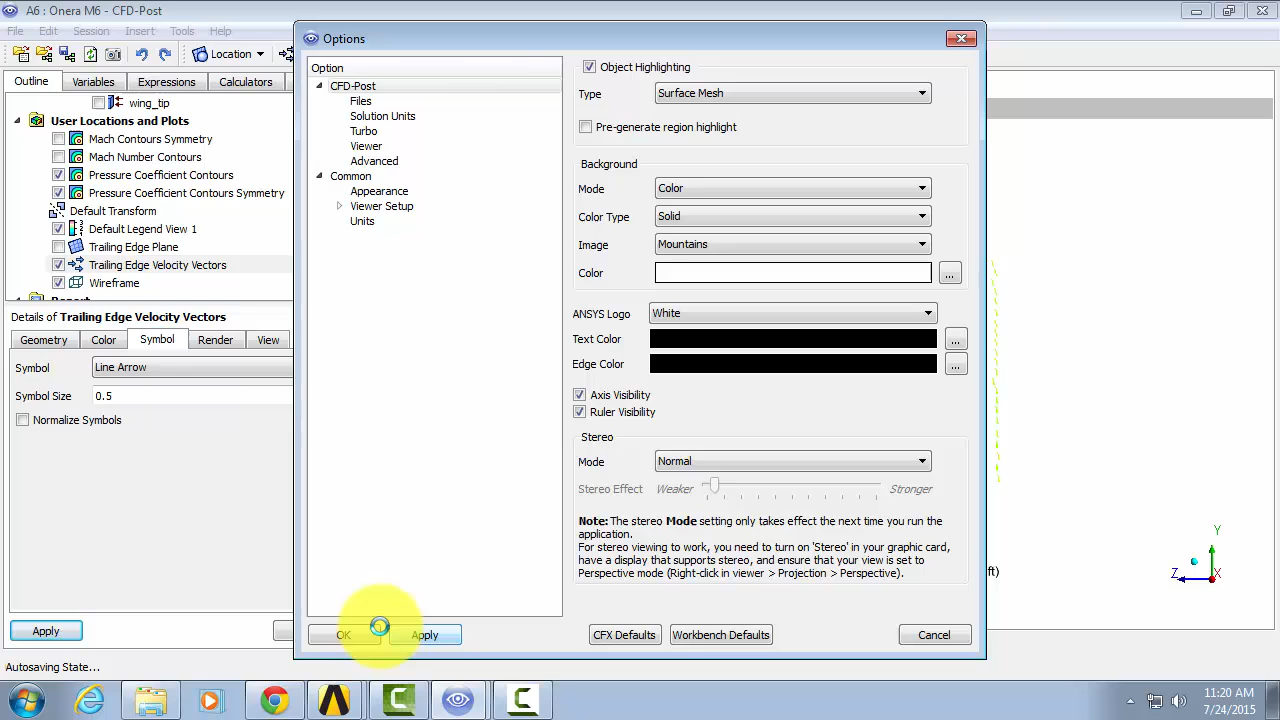 A6 : Onera M6 - CFD-Post
File Edit Session Insert Tools Help
Location
Outline Variables Expressions Calculators
wing_tip
User Locations and Plots
Mach Contours Symmetry
Mach Number Contours
Pressure Coefficient Contours
Pressure Coefficient Contours Symmetry
Default Transform
Default Legend View 1
Trailing Edge Plane
Trailing Edge Velocity Vectors
Wireframe
Report
Details of Trailing Edge Velocity Vectors
Geometry Color Symbol Render View
Symbol Line Arrow
Symbol Size 0.5
Normalize Symbols
Apply
Autosaving State...
Options
Option
CFD-Post
Files
Solution Units
Turbo
Viewer
Advanced
Common
Appearance
Viewer Setup
Units
Object Highlighting
Type Surface Mesh
Pre-generate region highlight
Background
Mode Color
Color Type Solid
Image Mountains
Color ...
ANSYS Logo White
Text Color ...
Edge Color ...
Axis Visibility
Ruler Visibility
Stereo
Mode Normal
Stereo Effect Weaker Stronger
Note: The stereo Mode setting only takes effect the next time you run the
application.
For stereo viewing to work, you need to turn on 'Stereo' in your graphic card,
have a display that supports stereo, and ensure that your view is set to
Perspective mode (Right-click in viewer > Projection > Perspective).
OK Apply CFX Defaults Workbench Defaults Cancel
ft)
Y
Z X
11:20 AM
7/24/2015